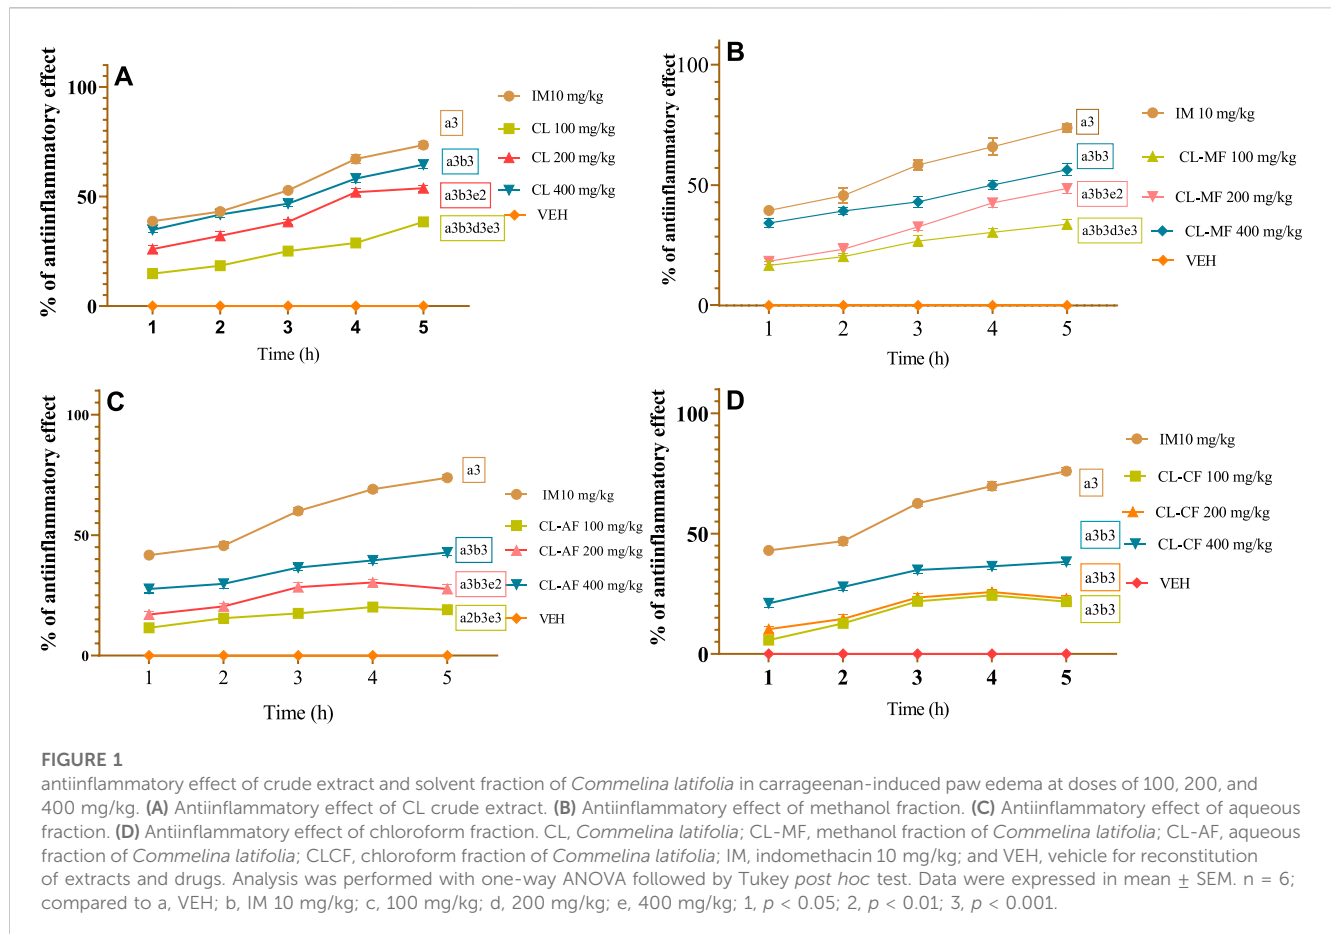 A
% of antiinflammatory effect
100
50
0
1 2 3 4 5
Time (h)
a3
a3b3
a3b3e2
a3b3d3e3
IM10 mg/kg
CL 100 mg/kg
CL 200 mg/kg
CL 400 mg/kg
VEH
B
% of antiinflammatory effect
100
50
0
1 2 3 4 5
Time (h)
a3
a3b3
a3b3e2
a3b3d3e3
IM 10 mg/kg
CL-MF 100 mg/kg
CL-MF 200 mg/kg
CL-MF 400 mg/kg
VEH
C
% of antiinflammatory effect
100
50
0
1 2 3 4 5
Time (h)
a3
a3b3
a3b3e2
a2b3e3
IM10 mg/kg
CL-AF 100 mg/kg
CL-AF 200 mg/kg
CL-AF 400 mg/kg
VEH
D
% of antiinflammatory effect
100
50
0
1 2 3 4 5
Time (h)
a3
a3b3
a3b3
a3b3
IM10 mg/kg
CL-CF 100 mg/kg
CL-CF 200 mg/kg
CL-CF 400 mg/kg
VEH
FIGURE 1
antiinflammatory effect of crude extract and solvent fraction of Commelina latifolia in carrageenan-induced paw edema at doses of 100, 200, and
400 mg/kg. (A) Antiinflammatory effect of CL crude extract. (B) Antiinflammatory effect of methanol fraction. (C) Antiinflammatory effect of aqueous
fraction. (D) Antiinflammatory effect of chloroform fraction. CL, Commelina latifolia; CL-MF, methanol fraction of Commelina latifolia; CL-AF, aqueous
fraction of Commelina latifolia; CLCF, chloroform fraction of Commelina latifolia; IM, indomethacin 10 mg/kg; and VEH, vehicle for reconstitution
of extracts and drugs. Analysis was performed with one-way ANOVA followed by Tukey post hoc test. Data were expressed in mean ± SEM. n = 6;
compared to a, VEH; b, IM 10 mg/kg; c, 100 mg/kg; d, 200 mg/kg; e, 400 mg/kg; 1, p < 0.05; 2, p < 0.01; 3, p < 0.001.